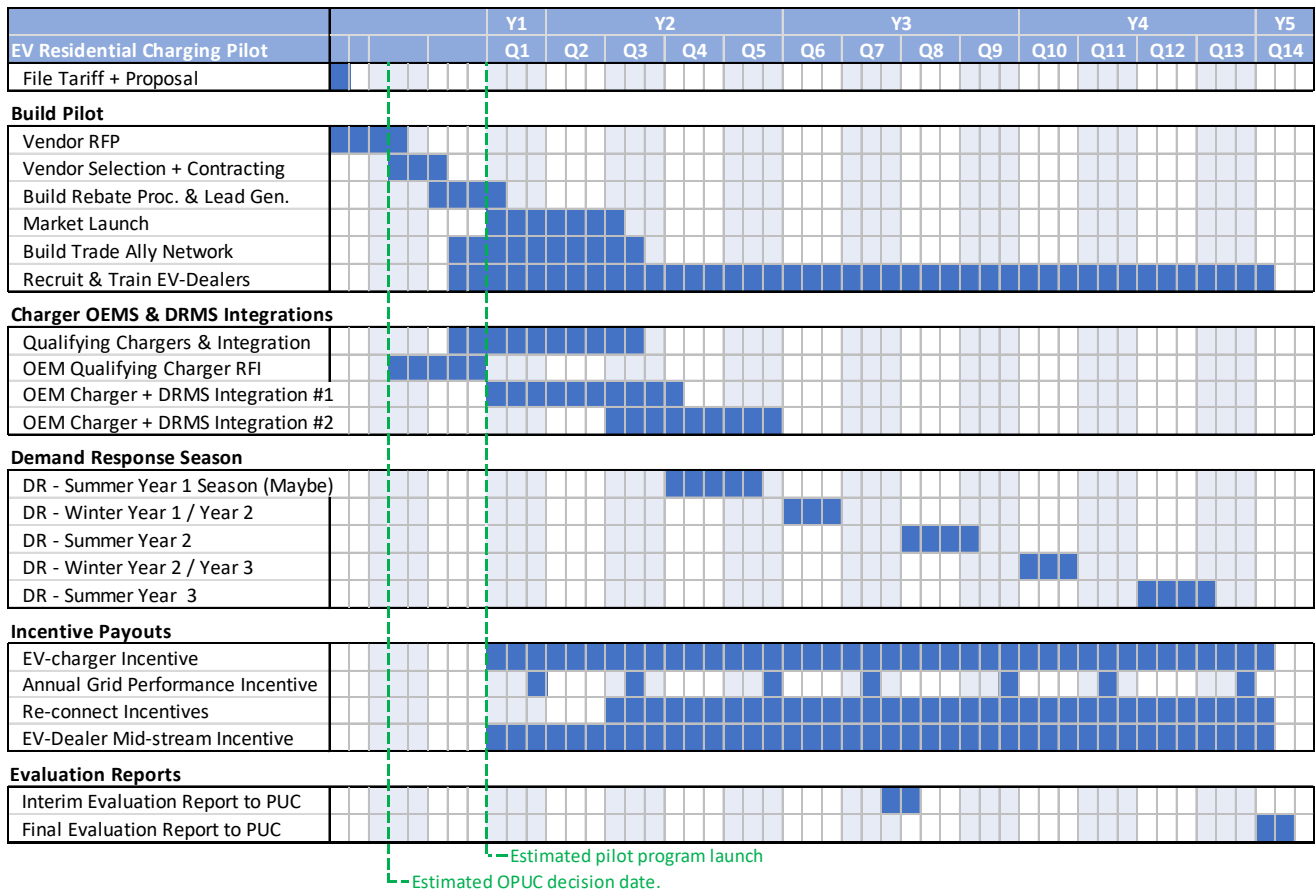 Y1 Y2 Y3 Y4 Y5
EV Residential Charging Pilot Q1 Q2 Q3 Q4 Q5 Q6 Q7 Q8 Q9 Q10 Q11 Q12 Q13 Q14
File Tariff + Proposal
Build Pilot
Vendor RFP
Vendor Selection + Contracting
Build Rebate Proc. & Lead Gen.
Market Launch
Build Trade Ally Network
Recruit & Train EV-Dealers
Charger OEMS & DRMS Integrations
Qualifying Chargers & Integration
OEM Qualifying Charger RFI
OEM Charger + DRMS Integration #1
OEM Charger + DRMS Integration #2
Demand Response Season
DR - Summer Year 1 Season (Maybe)
DR - Winter Year 1 / Year 2
DR - Summer Year 2
DR - Winter Year 2 / Year 3
DR - Summer Year  3
Incentive Payouts
EV-charger Incentive
Annual Grid Performance Incentive
Re-connect Incentives
EV-Dealer Mid-stream Incentive
Evaluation Reports
Interim Evaluation Report to PUC
Final Evaluation Report to PUC
Estimated pilot program launch
Estimated OPUC decision date.